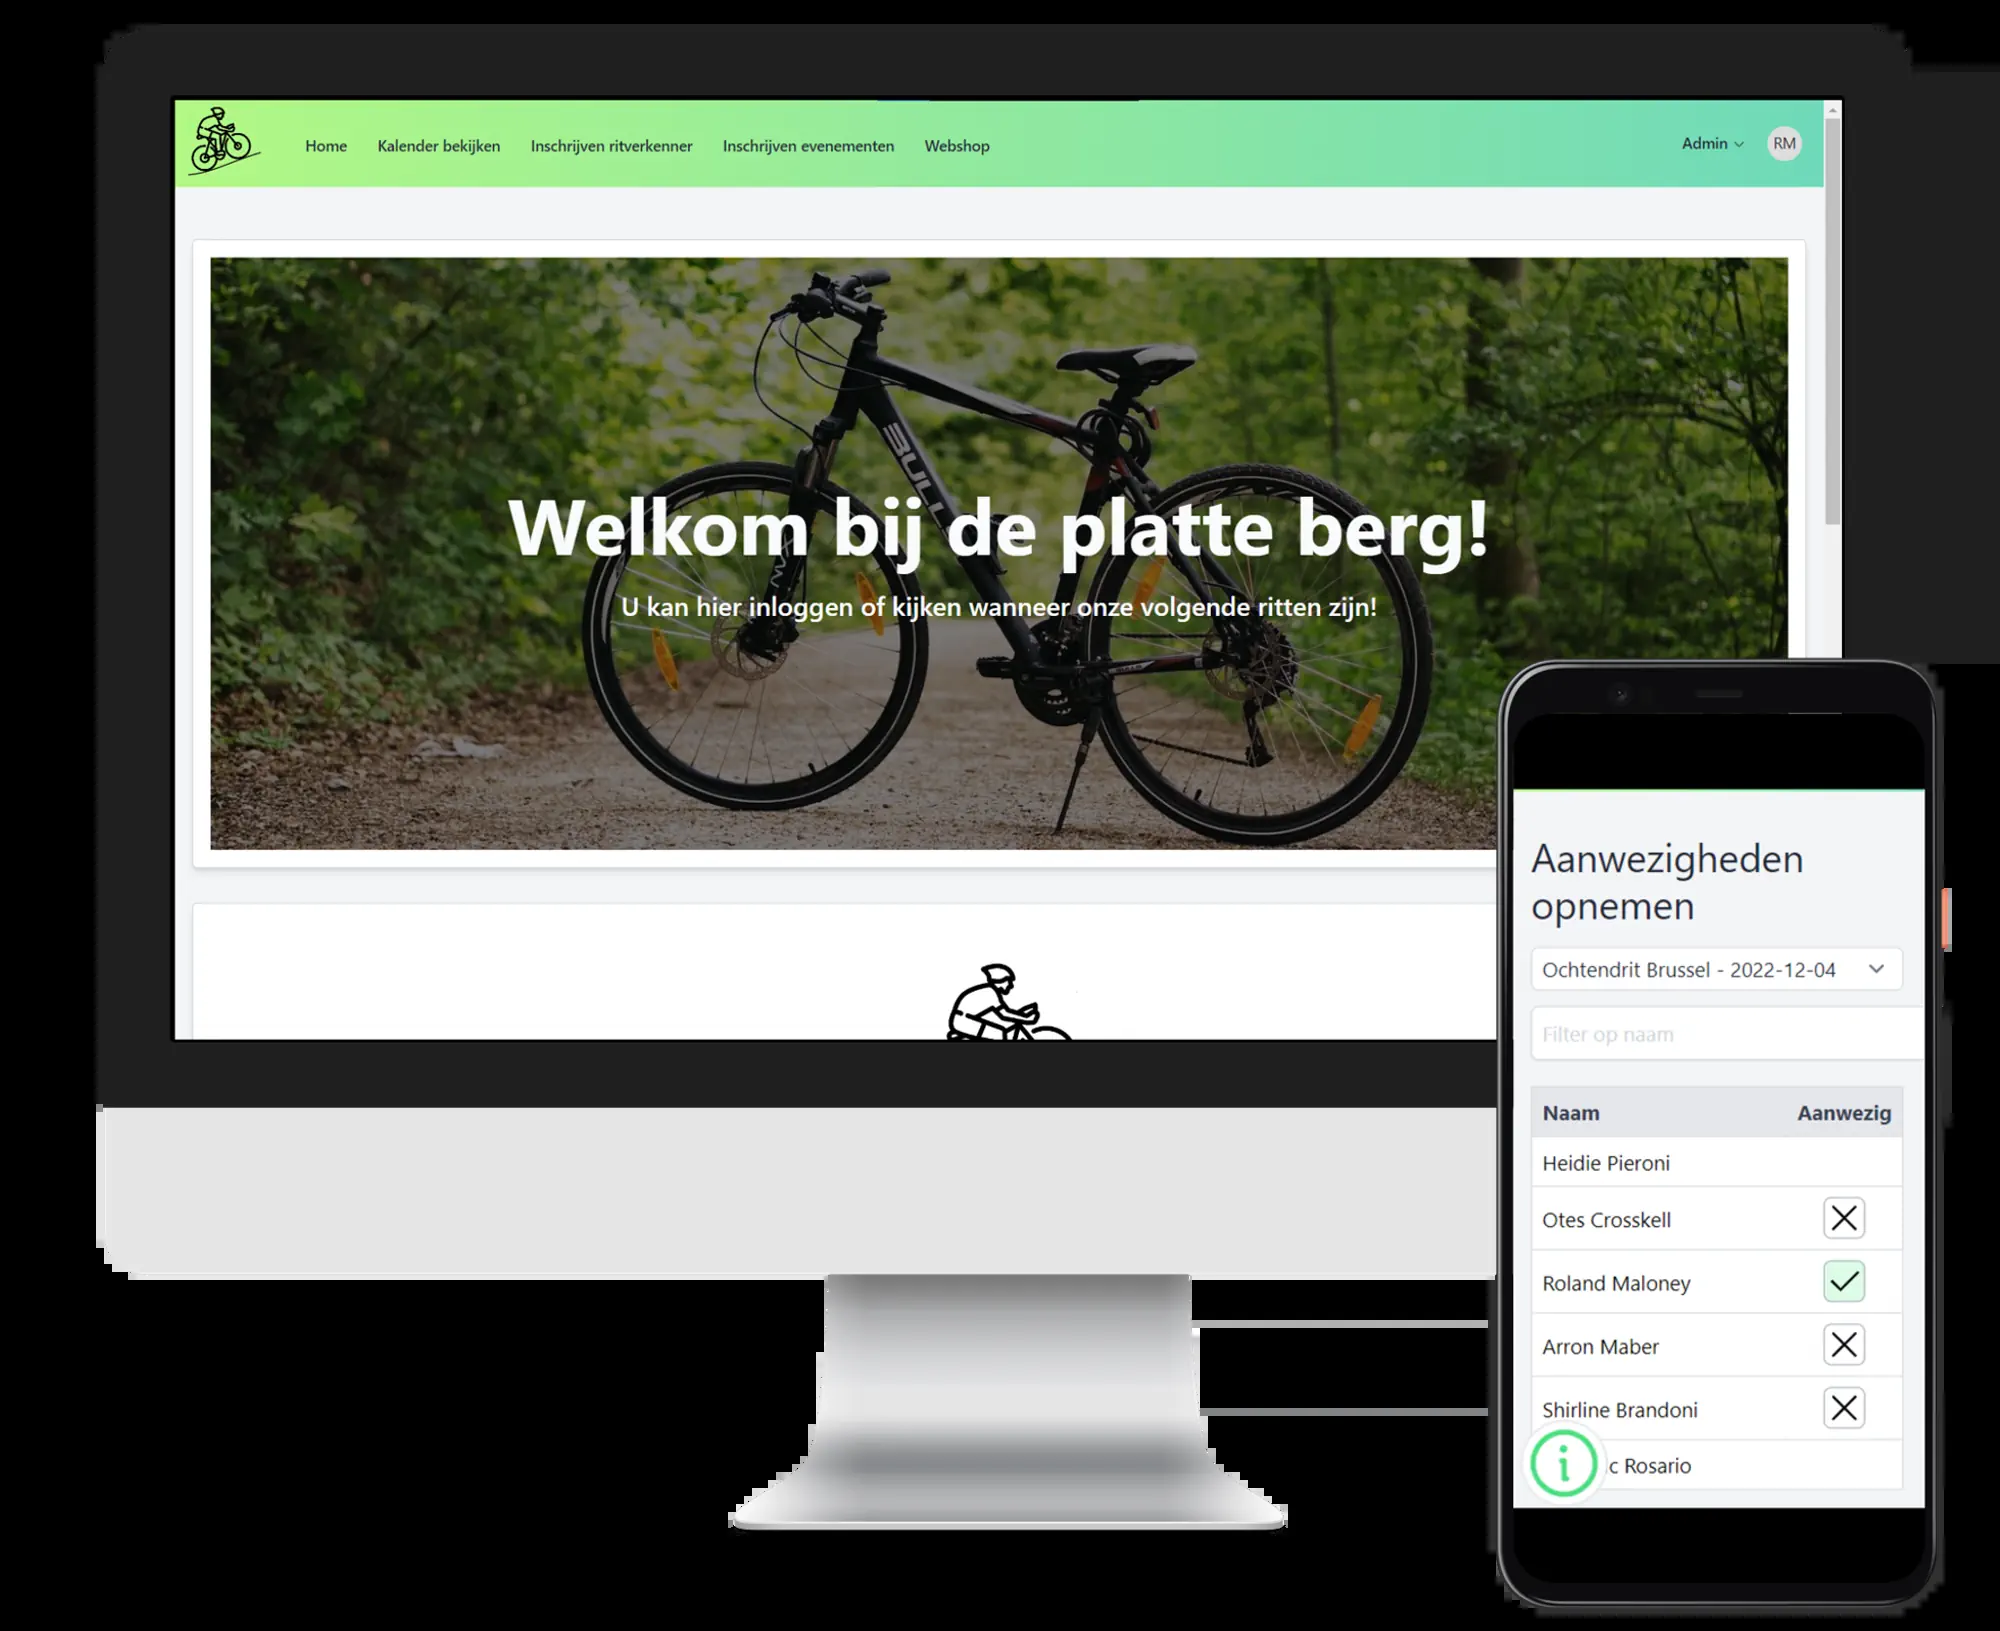 Home Kalender bekijken Inschrijven ritverkenner Inschrijven evenementen Webshop Admin RM
BULL
Welkom bij de platte berg!
U kan hier inloggen of kijken wanneer onze volgende ritten zijn!
Aanwezigheden
opnemen
Ochtendrit Brussel - 2022-12-04
Filter op naam
Naam Aanwezig
Heidie Pieroni
Otes Crosskell
Roland Maloney
Arron Maber
Shirline Brandoni
c Rosario